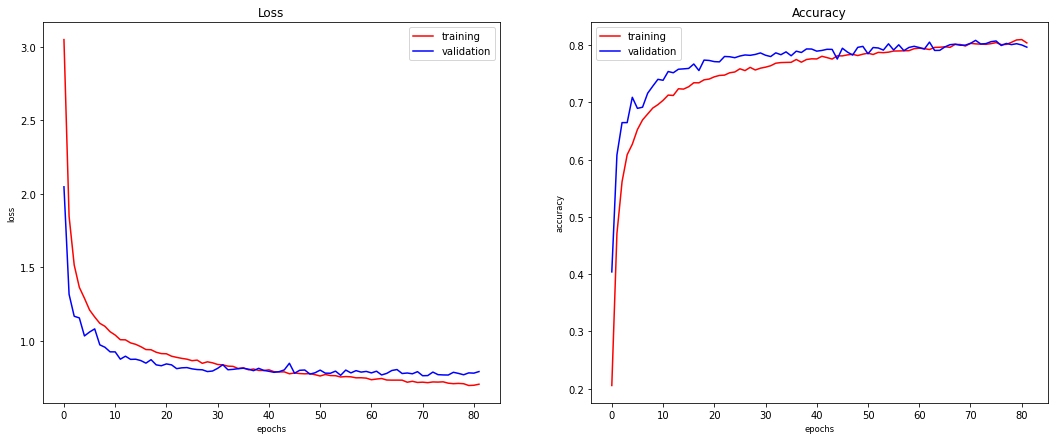 Loss
training
validation
3.0
2.5
2.0
1.5
1.0
loss
0 10 20 30 40 50 60 70 80
epochs
Accuracy
training
validation
0.8
0.7
0.6
0.5
0.4
0.3
0.2
accuracy
0 10 20 30 40 50 60 70 80
epochs